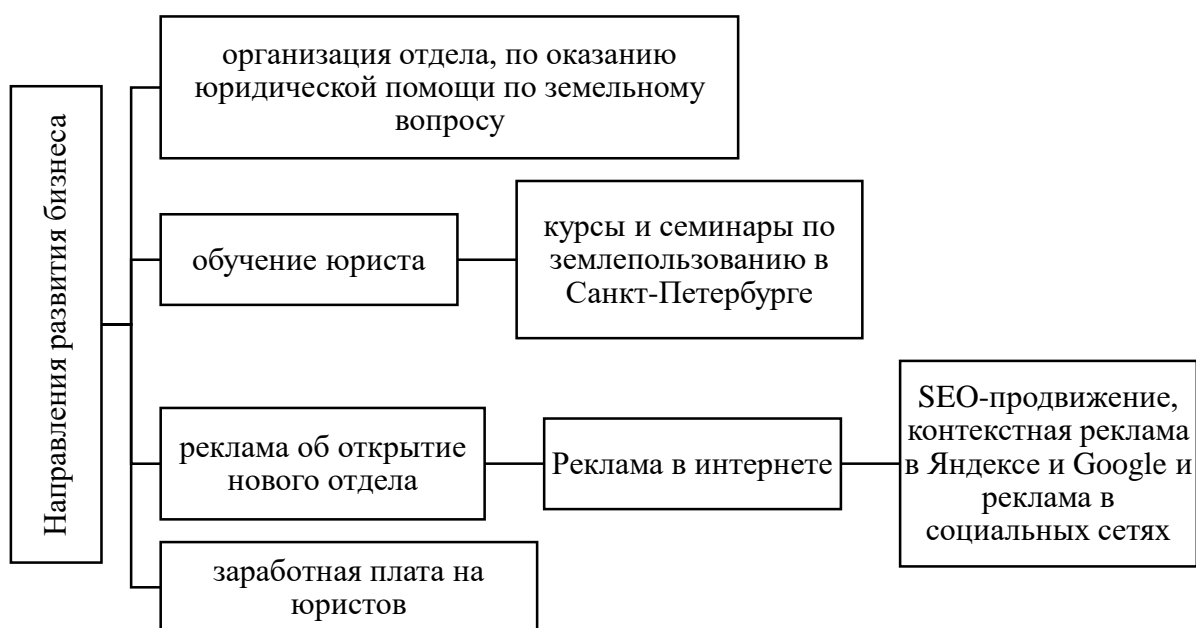 Направления развития бизнеса
организация отдела, по оказанию
юридической помощи по земельному
вопросу
обучение юриста
курсы и семинары по
землепользованию в
Санкт-Петербурге
реклама об открытие
нового отдела
Реклама в интернете
SEO-продвижение,
контекстная реклама
в Яндексе и Google и
реклама в
социальных сетях
заработная плата на
юристов